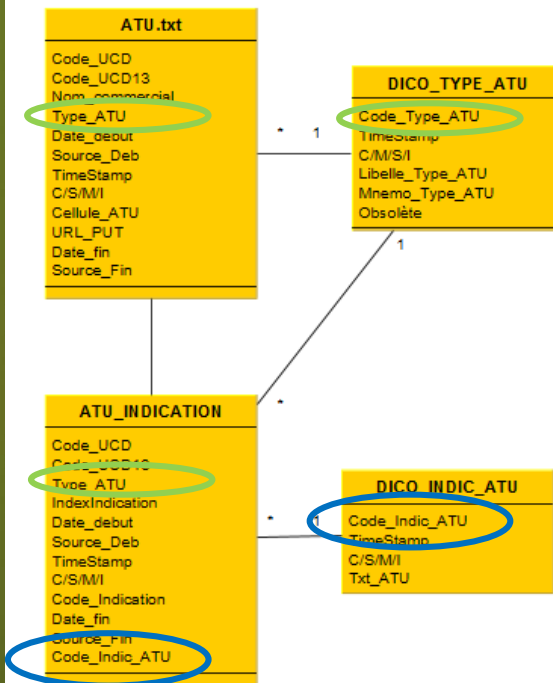 ATU.txt
Code_UCD
Code_UCD13
Nom_commercial
Type_ATU
Date_debut
Source_Deb
TimeStamp
C/S/M/I
Cellule_ATU
URL_PUT
Date_fin
Source_Fin
* 1
DICO_TYPE_ATU
Code_Type_ATU
TimeStamp
C/M/S/I
Libelle_Type_ATU
Mnemo_Type_ATU
Obsolète
1
*
ATU_INDICATION
Code_UCD
Code_UCD13
Type_ATU
IndexIndication
Date_debut
Source_Deb
TimeStamp
C/S/M/I
Code_Indication
Date_fin
Source_Fin
Code_Indic_ATU
* 1
DICO_INDIC_ATU
Code_Indic_ATU
TimeStamp
C/S/M/I
Txt_ATU